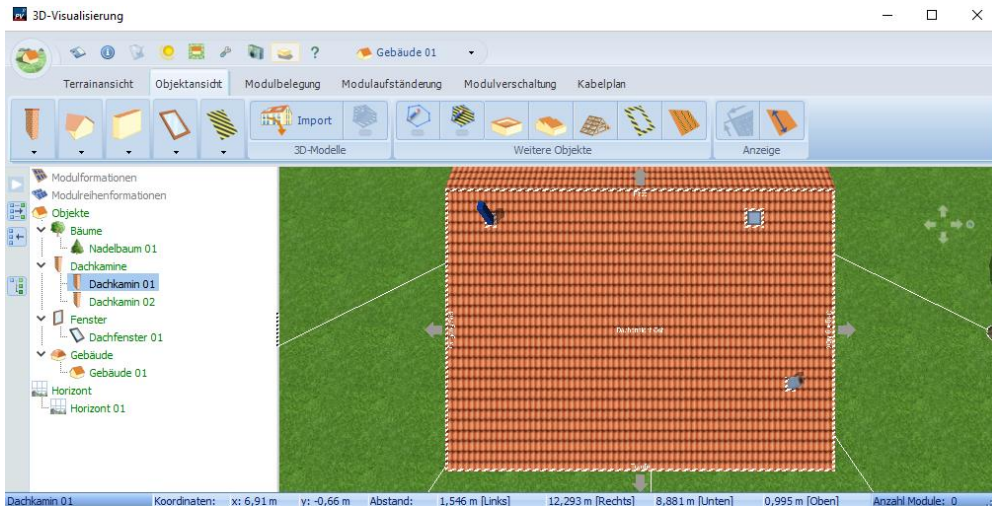 PV 3D-Visualisierung
? Gebäude 01
Terrainansicht Objektansicht Modulbelegung Modulaufständerung Modulverschaltung Kabelplan
Import
3D-Modelle Weitere Objekte Anzeige
Modulformationen
Modulreihenformationen
Objekte
Bäume
Nadelbaum 01
Dachkamine
Dachkamin 01
Dachkamin 02
Fenster
Dachfenster 01
Gebäude
Gebäude 01
Horizont
Horizont 01
Dachkamin 01 Koordinaten: x: 6,91 m y: -0,66 m Abstand: 1,546 m [Links] 12,293 m [Rechts] 8,881 m [Unten] 0,995 m [Oben] Anzahl Module: 0